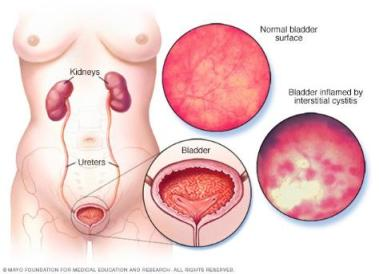 Normal bladder
surface
Kidneys
Bladder inflamed by
interstitial cystitis
Bladder
Ureters
© MAYO FOUNDATION FOR MEDICAL EDUCATION AND RESEARCH. ALL RIGHTS RESERVED.